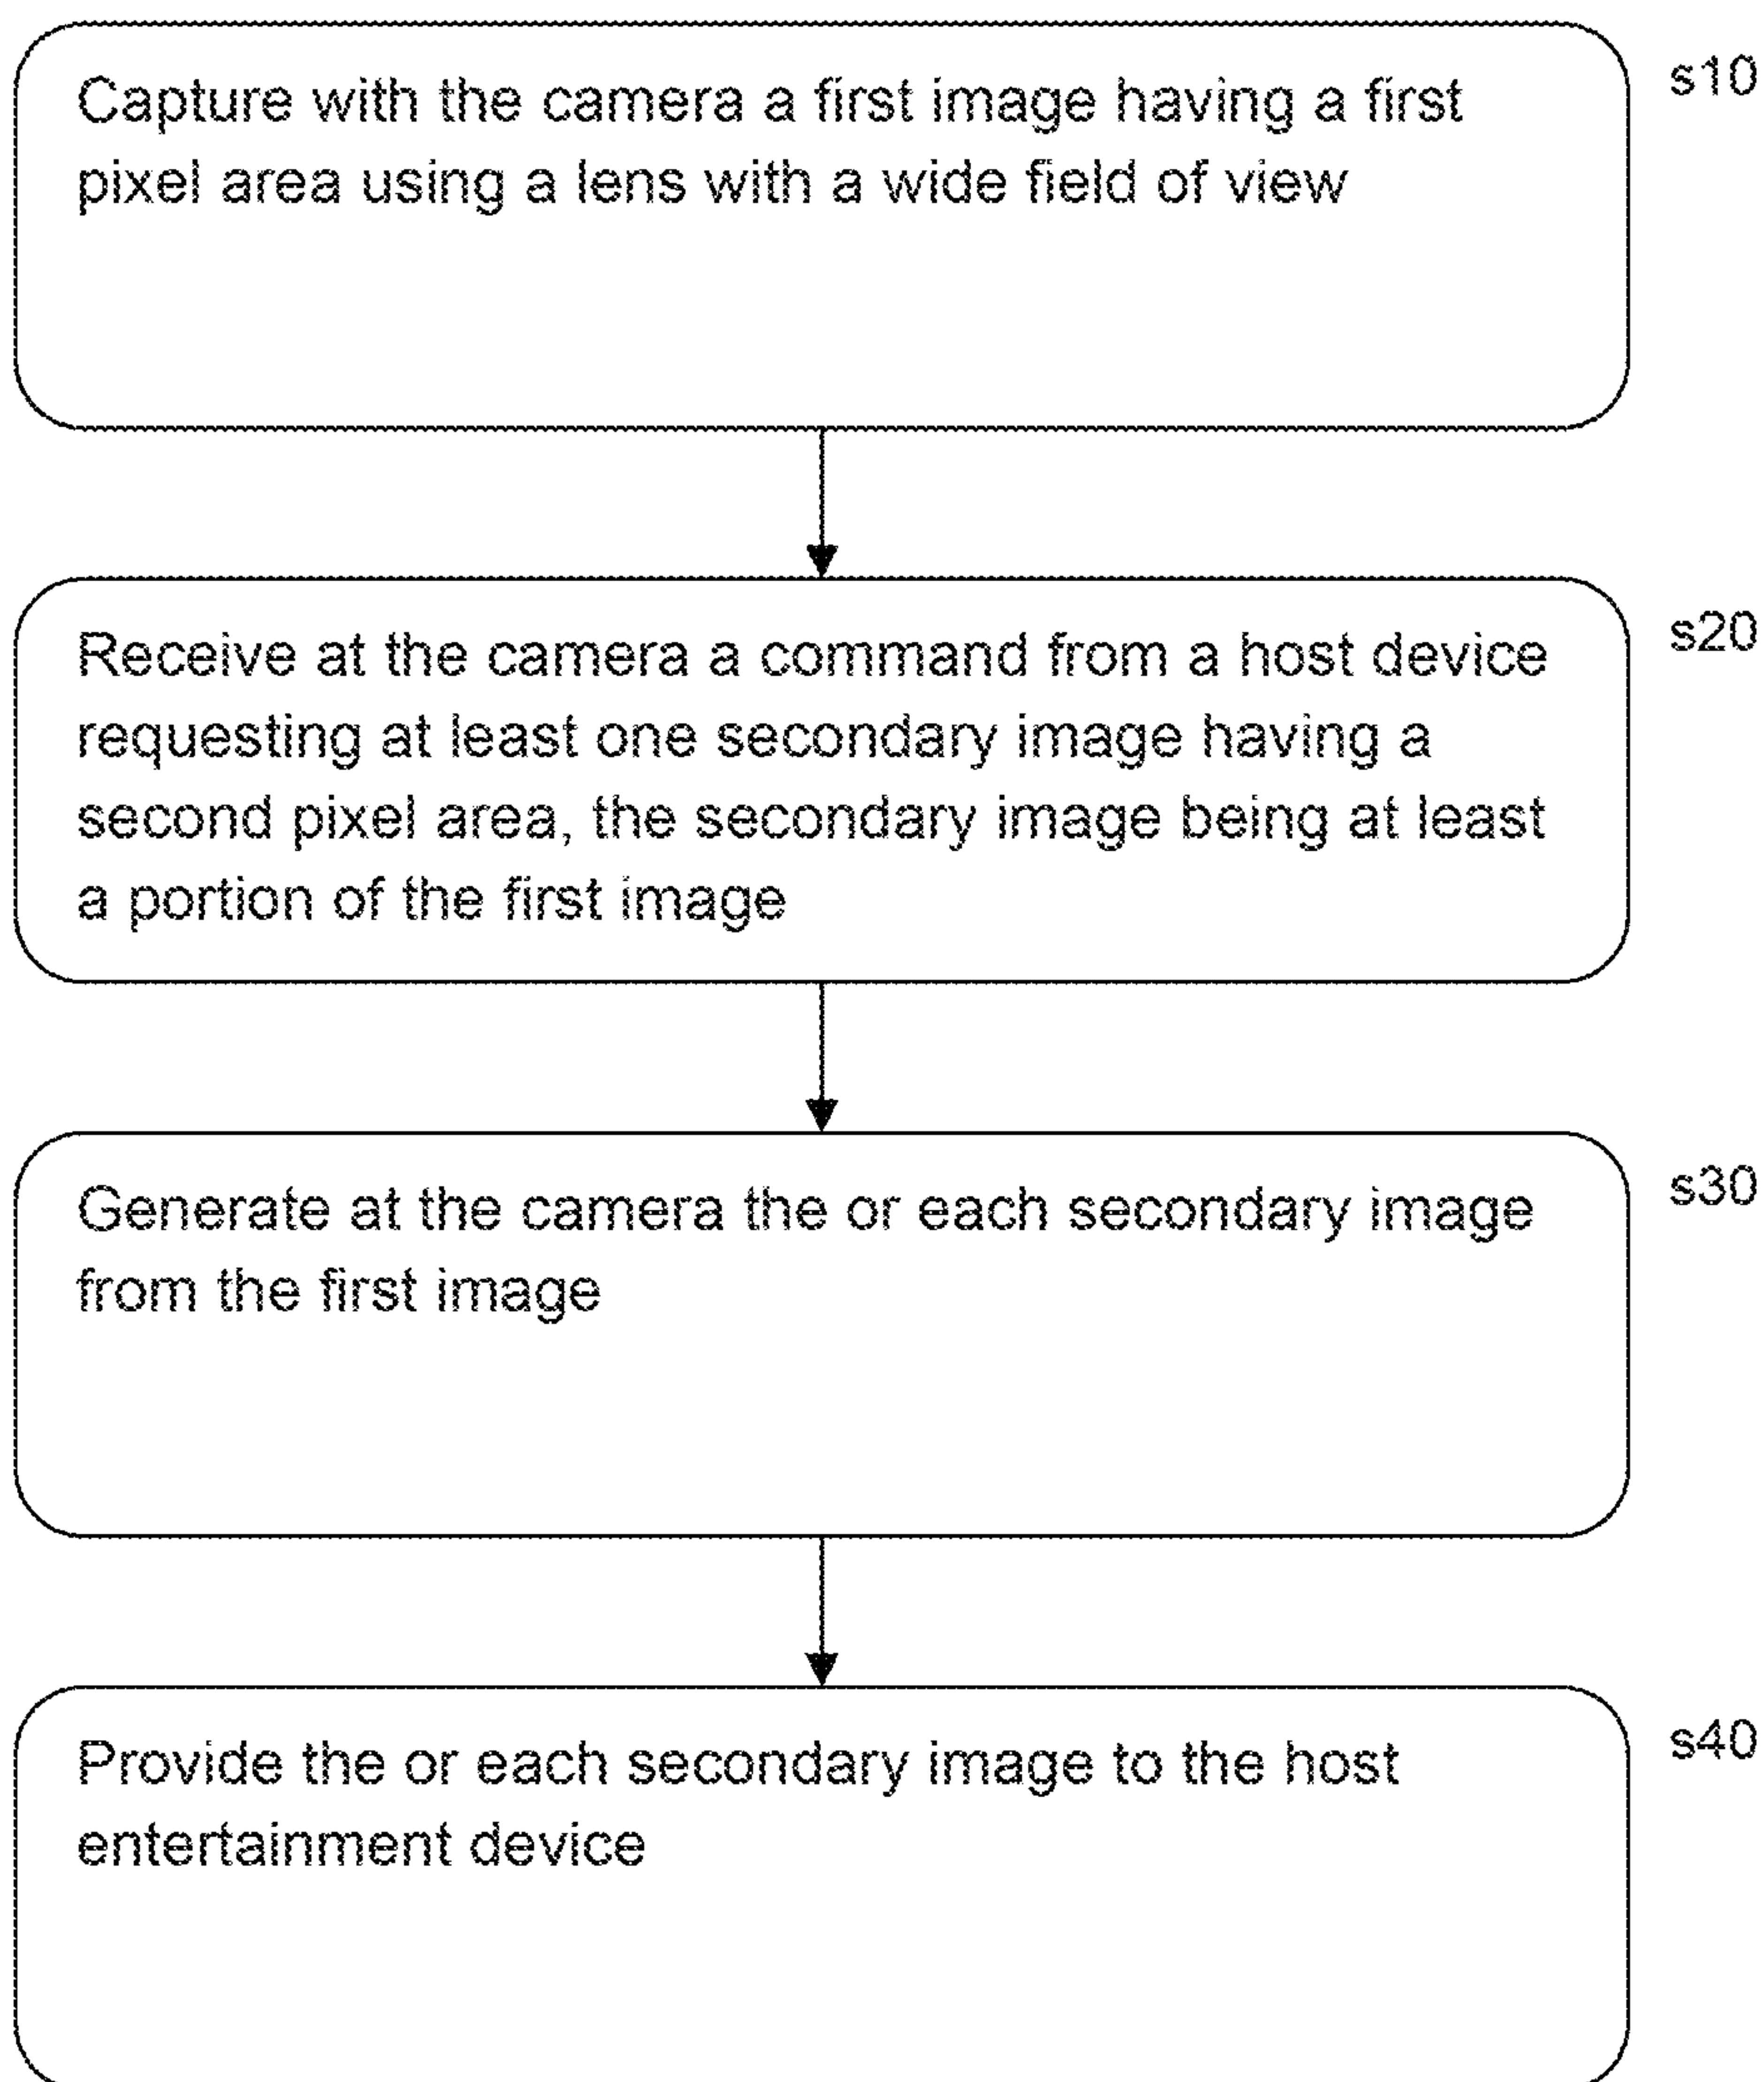 Capture with the camera a first image having a first
pixel area using a lens with a wide field of view
s10
Receive at the camera a command from a host device
requesting at least one secondary image having a
second pixel area, the secondary image being at least
a portion of the first image
s20
Generate at the camera the or each secondary image
from the first image
s30
Provide the or each secondary image to the host
entertainment device
s40